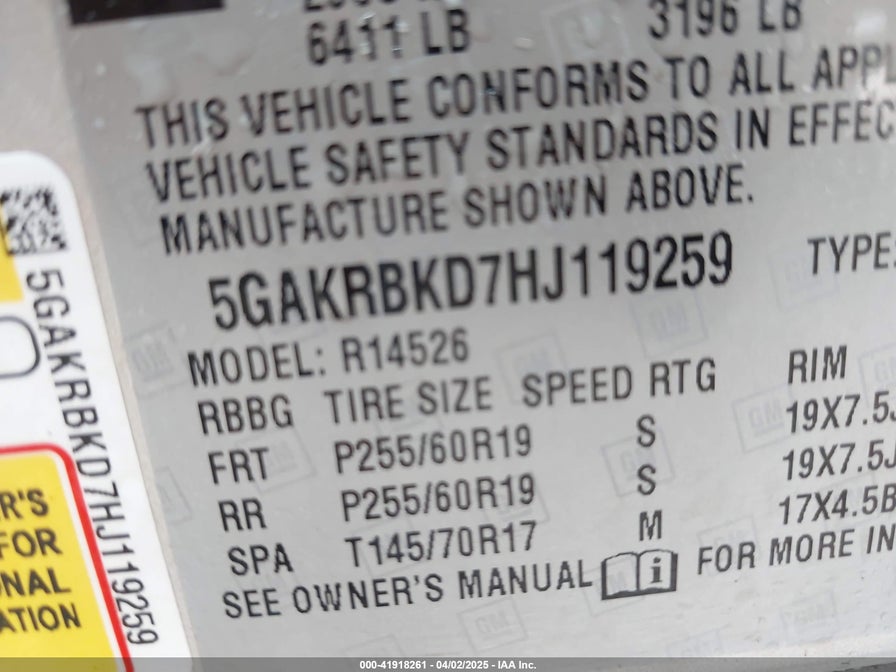 6411 LB 3196 LB
THIS VEHICLE CONFORMS TO ALL APPL
VEHICLE SAFETY STANDARDS IN EFFEC
MANUFACTURE SHOWN ABOVE.
5GAKRBKD7HJ119259 TYPE:
MODEL: R14526
RBBG TIRE SIZE SPEED RTG RIM
FRT P255/60R19 S 19X7.5J
RR P255/60R19 S 19X7.5J
SPA T145/70R17 M 17X4.5B
SEE OWNER'S MANUAL i FOR MORE IN
5GAKRBKD7HJ119259
R'S
FOR
ONAL
ATION
GM
000-41918261 - 04/02/2025 - IAA Inc.